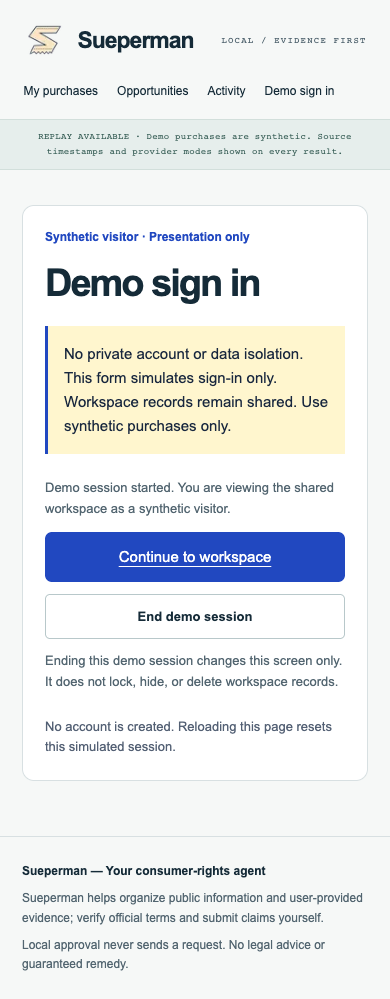 Sueperman
LOCAL / EVIDENCE FIRST
My purchases Opportunities Activity Demo sign in
REPLAY AVAILABLE · Demo purchases are synthetic. Source
timestamps and provider modes shown on every result.
Synthetic visitor · Presentation only
Demo sign in
No private account or data isolation.
This form simulates sign-in only.
Workspace records remain shared. Use
synthetic purchases only.
Demo session started. You are viewing the shared
workspace as a synthetic visitor.
Continue to workspace
End demo session
Ending this demo session changes this screen only.
It does not lock, hide, or delete workspace records.
No account is created. Reloading this page resets
this simulated session.
Sueperman — Your consumer-rights agent
Sueperman helps organize public information and user-provided
evidence; verify official terms and submit claims yourself.
Local approval never sends a request. No legal advice or
guaranteed remedy.